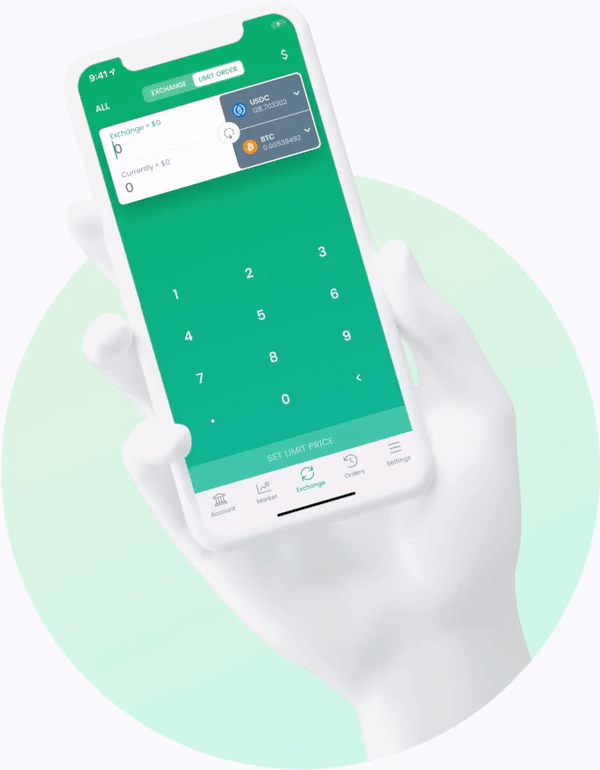 9:41
ALL
EXCHANGE
LIMIT ORDER
$
Exchange ≈ $0
0
USDC
128.703302
Currently ≈ $0
0
BTC
0.00539492
1 2 3
4 5 6
7 8 9
. 0 <
SET LIMIT PRICE
Account Market Exchange Orders Settings